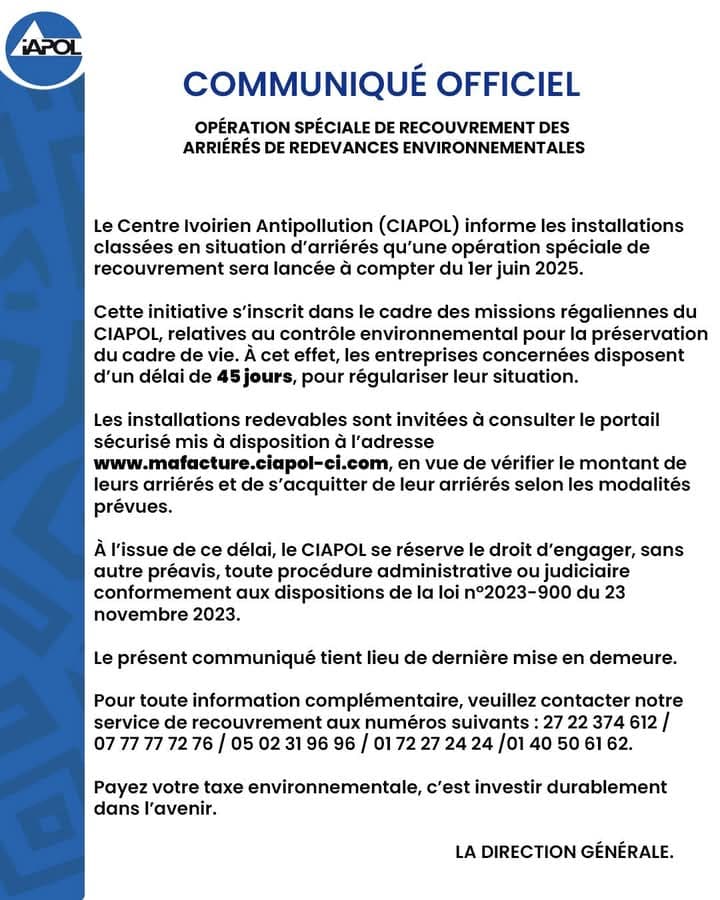 CIAPOL
COMMUNIQUÉ OFFICIEL
OPÉRATION SPÉCIALE DE RECOUVREMENT DES
ARRIÉRÉS DE REDEVANCES ENVIRONNEMENTALES
Le Centre Ivoirien Antipollution (CIAPOL) informe les installations
classées en situation d’arriérés qu’une opération spéciale de
recouvrement sera lancée à compter du 1er juin 2025.
Cette initiative s’inscrit dans le cadre des missions régaliennes du
CIAPOL, relatives au contrôle environnemental pour la préservation
du cadre de vie. À cet effet, les entreprises concernées disposent
d’un délai de 45 jours, pour régulariser leur situation.
Les installations redevables sont invitées à consulter le portail
sécurisé mis à disposition à l’adresse
www.mafacture.ciapol-ci.com, en vue de vérifier le montant de
leurs arriérés et de s’acquitter de leur arriérés selon les modalités
prévues.
À l’issue de ce délai, le CIAPOL se réserve le droit d’engager, sans
autre préavis, toute procédure administrative ou judiciaire
conformement aux dispositions de la loi n°2023-900 du 23
novembre 2023.
Le présent communiqué tient lieu de dernière mise en demeure.
Pour toute information complémentaire, veuillez contacter notre
service de recouvrement aux numéros suivants : 27 22 374 612 /
07 77 77 72 76 / 05 02 31 96 96 / 01 72 27 24 24 /01 40 50 61 62.
Payez votre taxe environnementale, c’est investir durablement
dans l’avenir.
LA DIRECTION GÉNÉRALE.